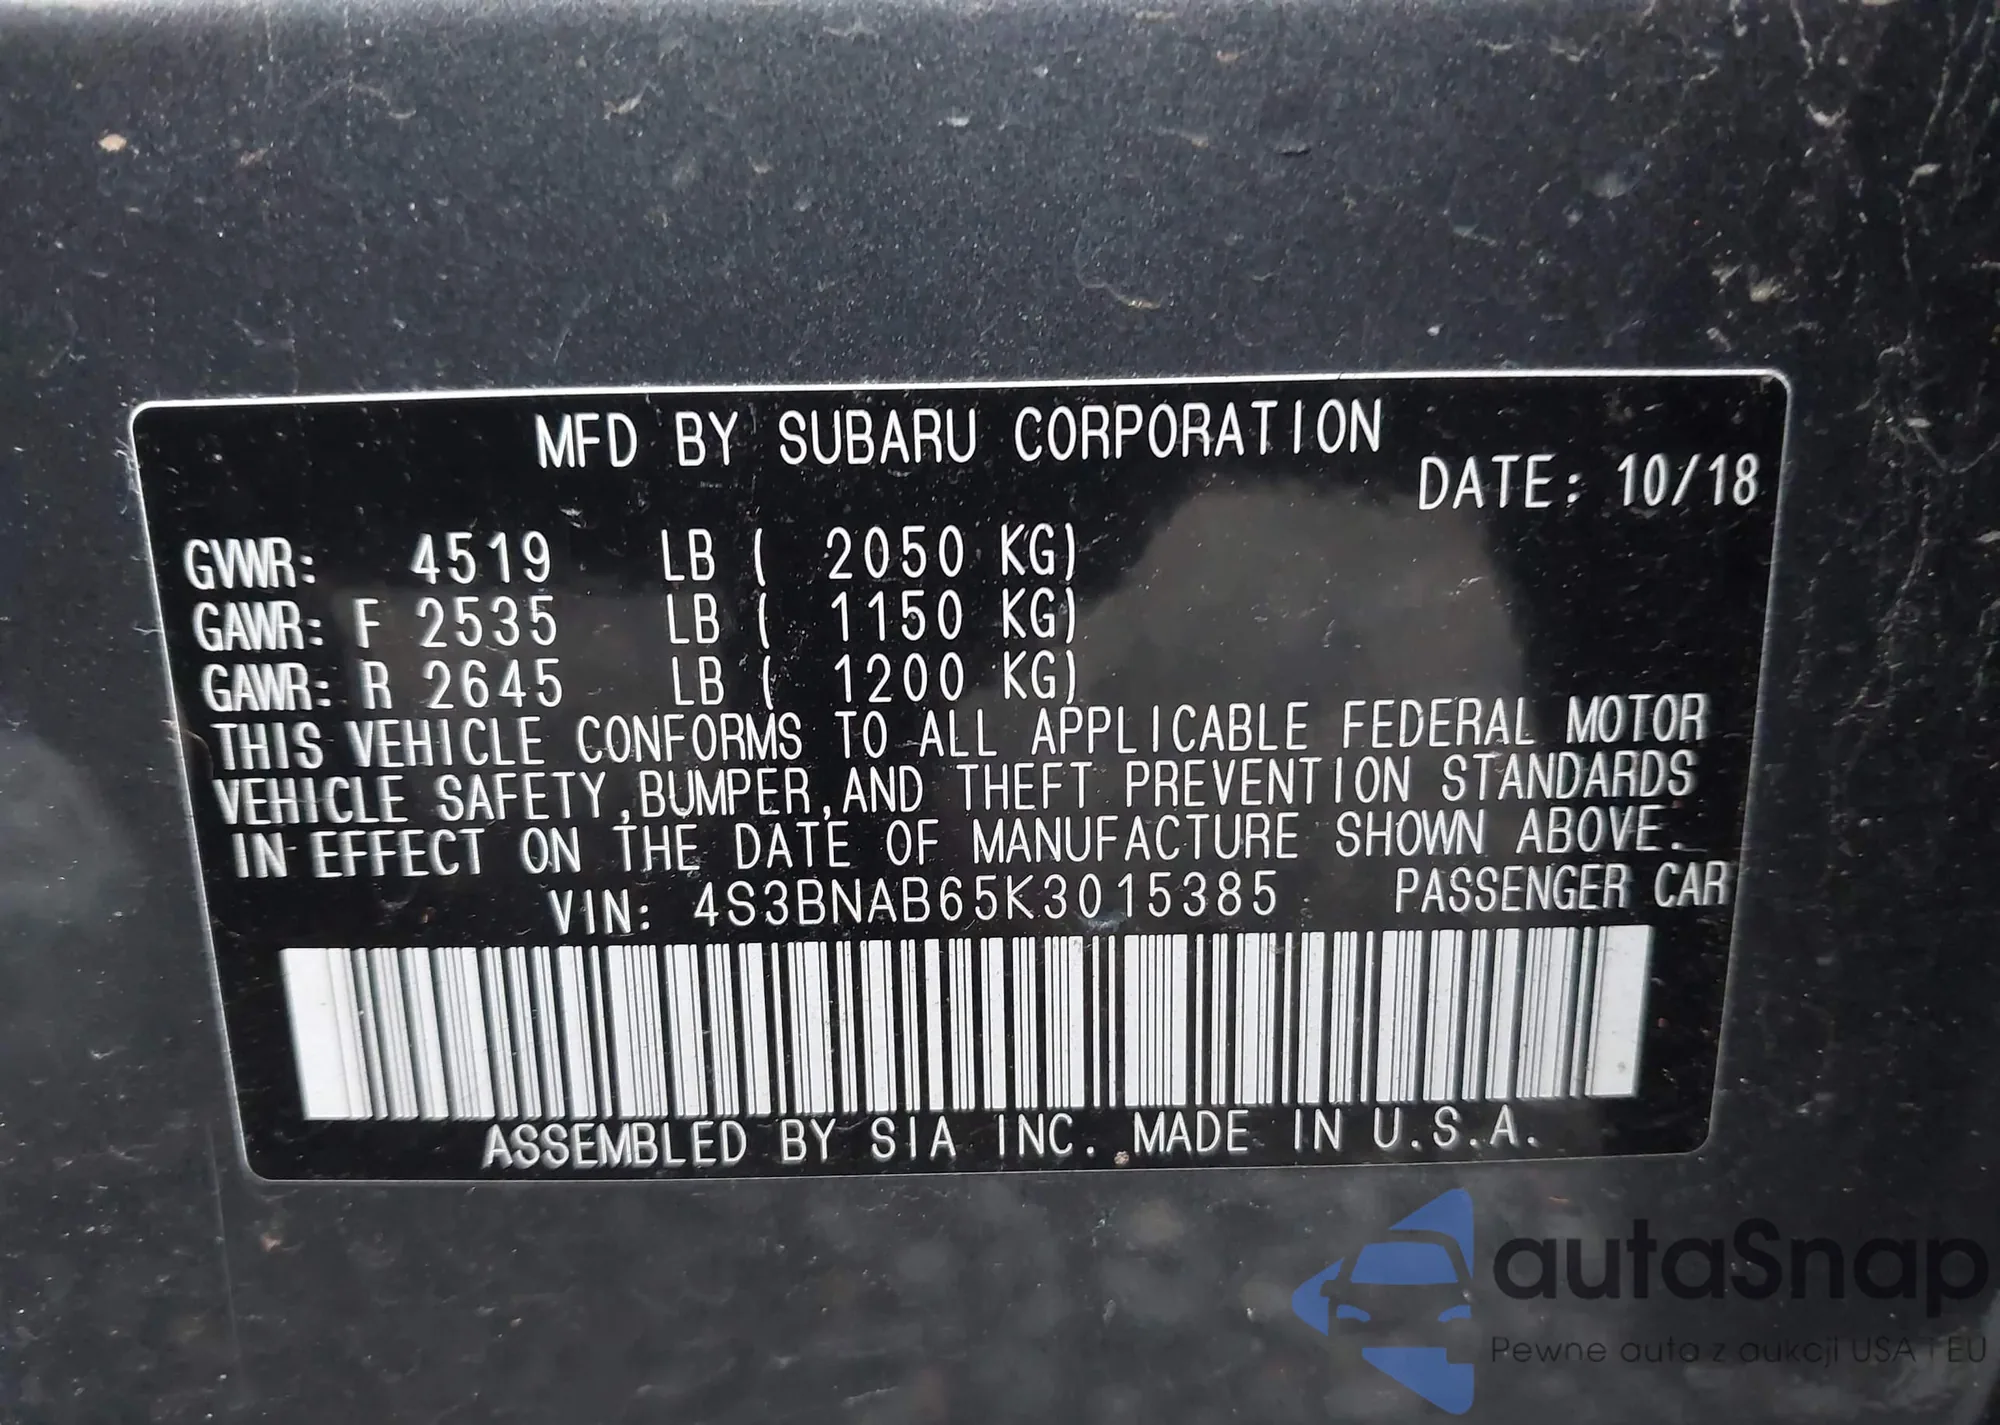 MFD BY SUBARU CORPORATION
DATE: 10/18
GVWR: 4519 LB ( 2050 KG)
GAWR: F 2535 LB ( 1150 KG)
GAWR: R 2645 LB ( 1200 KG)
THIS VEHICLE CONFORMS TO ALL APPLICABLE FEDERAL MOTOR
VEHICLE SAFETY,BUMPER,AND THEFT PREVENTION STANDARDS
IN EFFECT ON THE DATE OF MANUFACTURE SHOWN ABOVE.
VIN: 4S3BNAB65K3015385 PASSENGER CAR
ASSEMBLED BY SIA INC. MADE IN U.S.A.
autaSnap
Pewne auta z aukcji USA i EU